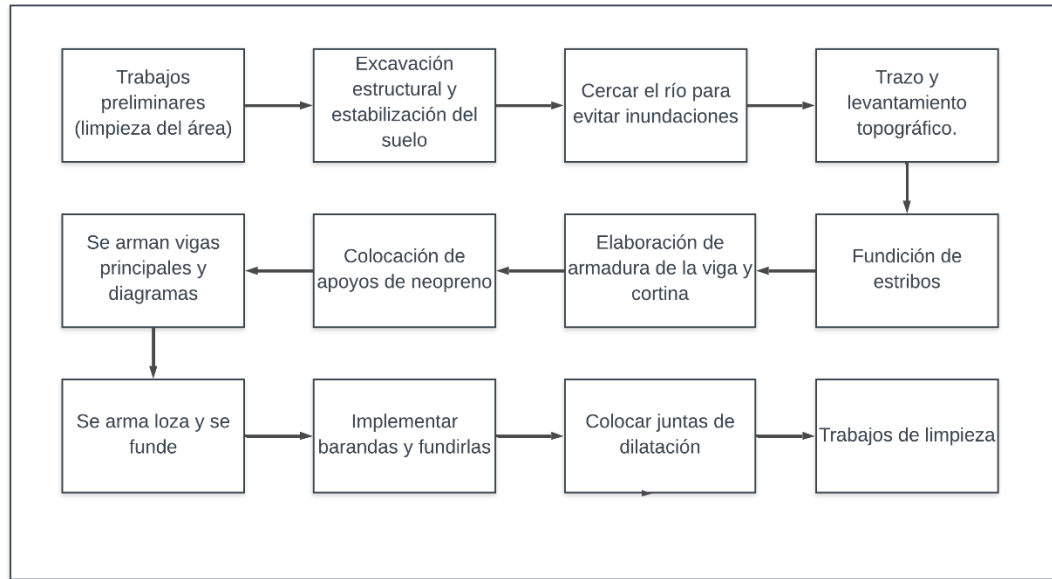 Trabajos
preliminares
(limpieza del área)
Excavación
estructural y
estabilización del
suelo
Cercar el río para
evitar inundaciones
Trazo y
levantamiento
topográfico.
Fundición de
estribos
Elaboración de
armadura de la viga y
cortina
Colocación de
apoyos de neopreno
Se arman vigas
principales y
diagramas
Se arma loza y se
funde
Implementar
barandas y fundirlas
Colocar juntas de
dilatación
Trabajos de limpieza